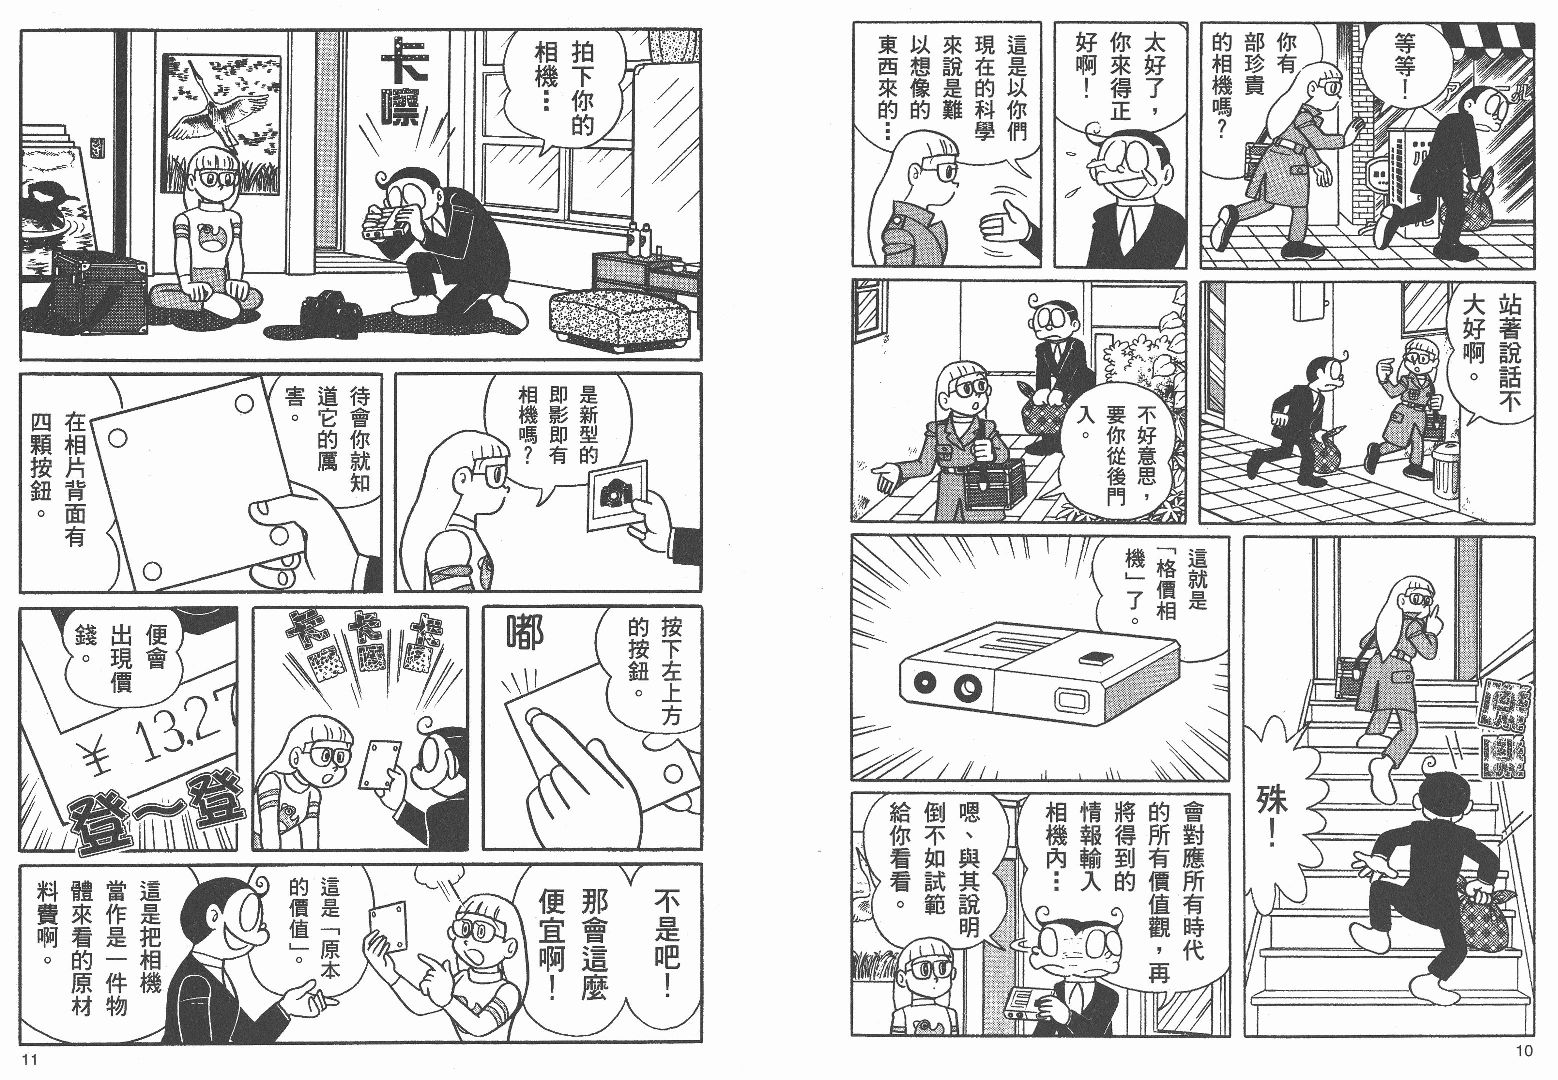 等等！
你有
部珍貴
的相機嗎？
太好了，
你來得正
好啊！
這是以你們
現在的科學
來說是難
以想像的
東西來的…
站著說話不
大好啊。
不好意思，
要你從後門
入。
殊！
這就是
「格價相
機」了。
會對應所有時代
的所有價值觀，再
將得到的
情報輸入
相機內…
嗯、與其說明
倒不如試範
給你看看。
10
拍下你的
相機…
卡嚓
是新型的
即影即有
相機嗎？
待會你就知
道它的厲
害。
在相片背面有
四顆按鈕。
按下左上方
的按鈕。
嘟
卡嚓
卡嚓
卡嚓
便會
出現價
錢。
¥ 13,27
登～登
不是吧！
那會這麼
便宜啊！
這是「原本
的價值」。
這是把相機
當作是一件物
體來看的原材
料費啊。
11